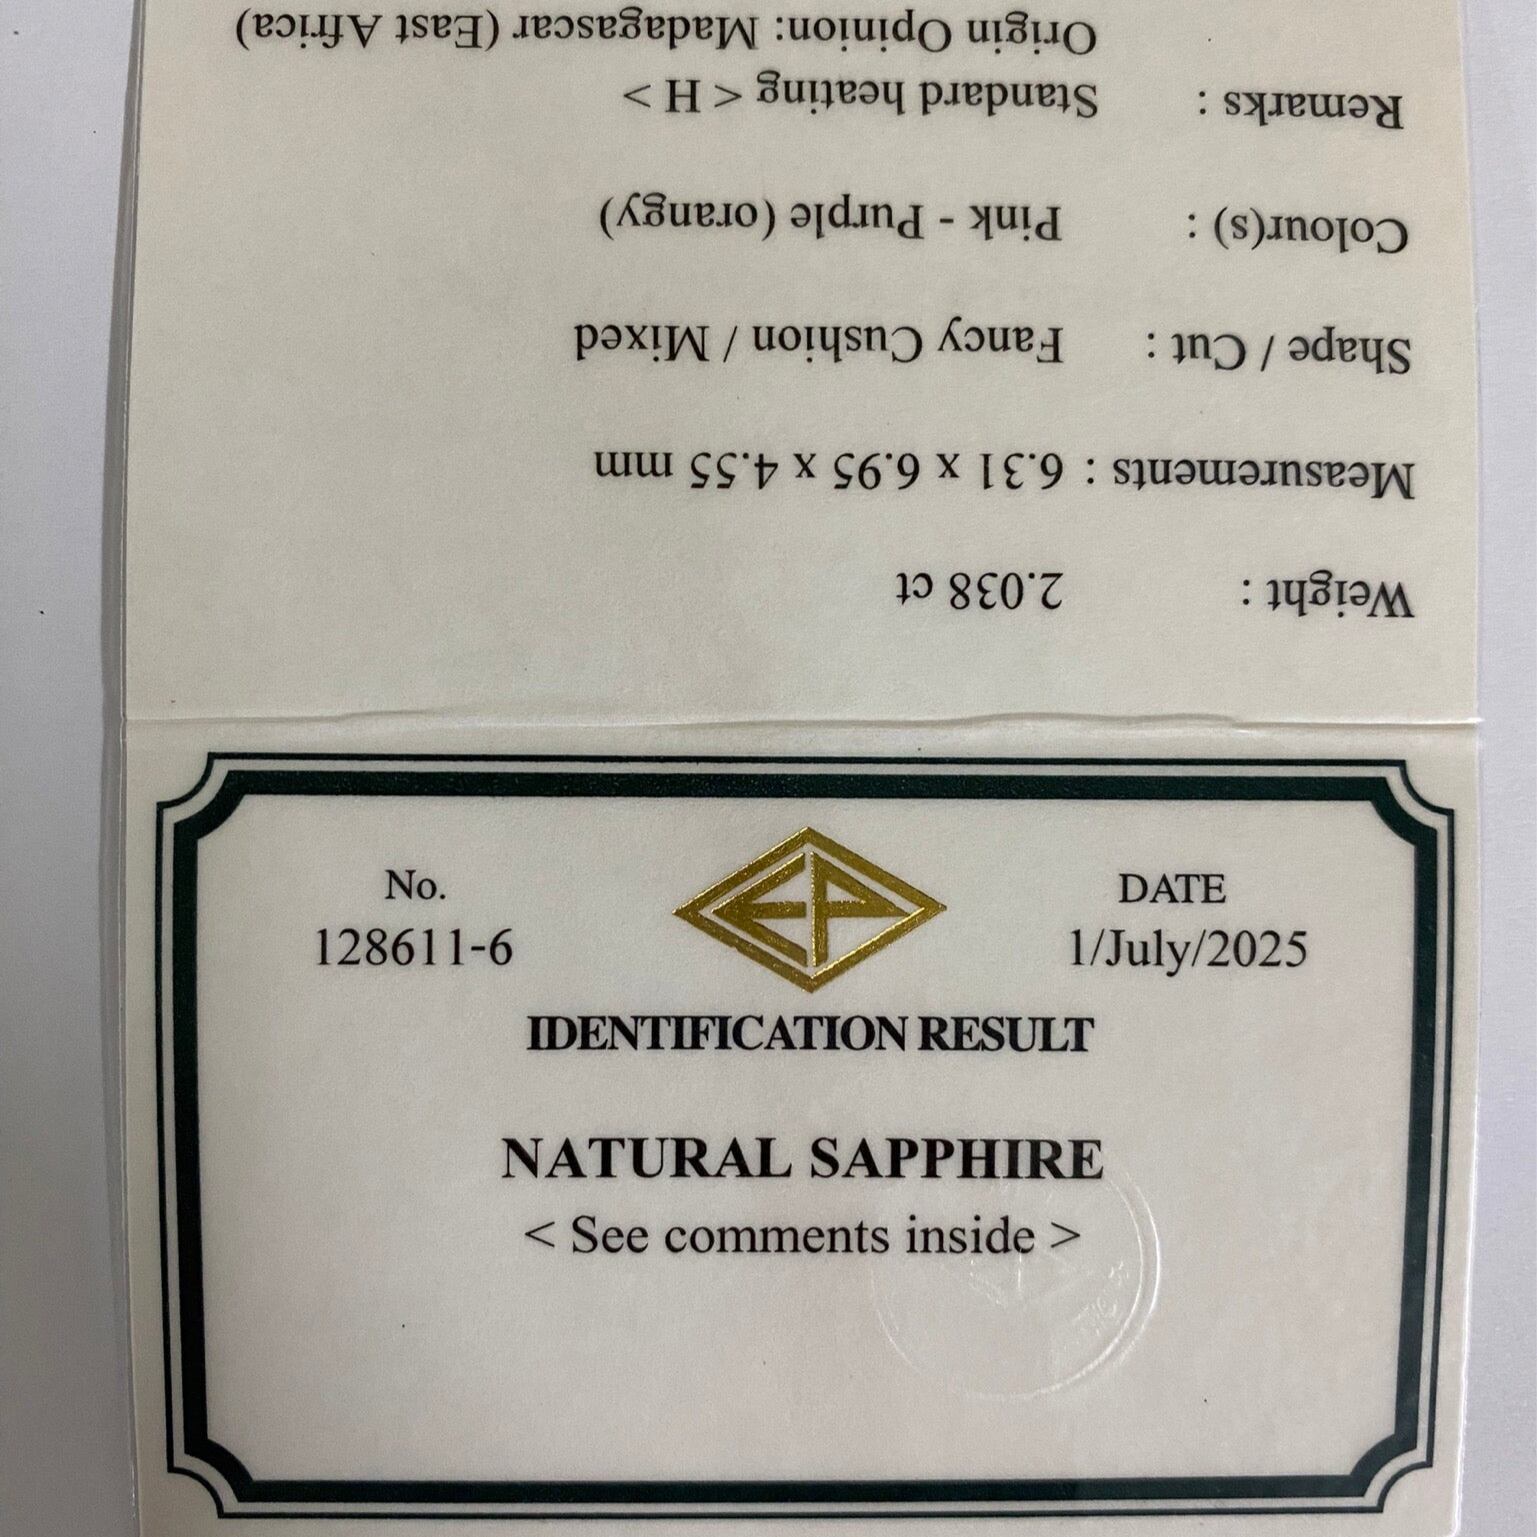 No.
128611-6
EP
DATE
1/July/2025
IDENTIFICATION RESULT
NATURAL SAPPHIRE
< See comments inside >
Weight : 2.038 ct
Measurements : 6.31 x 6.95 x 4.55 mm
Shape / Cut : Fancy Cushion / Mixed
Colour(s) : Pink - Purple (orangy)
Remarks : Standard heating < H >
Origin Opinion: Madagascar (East Africa)